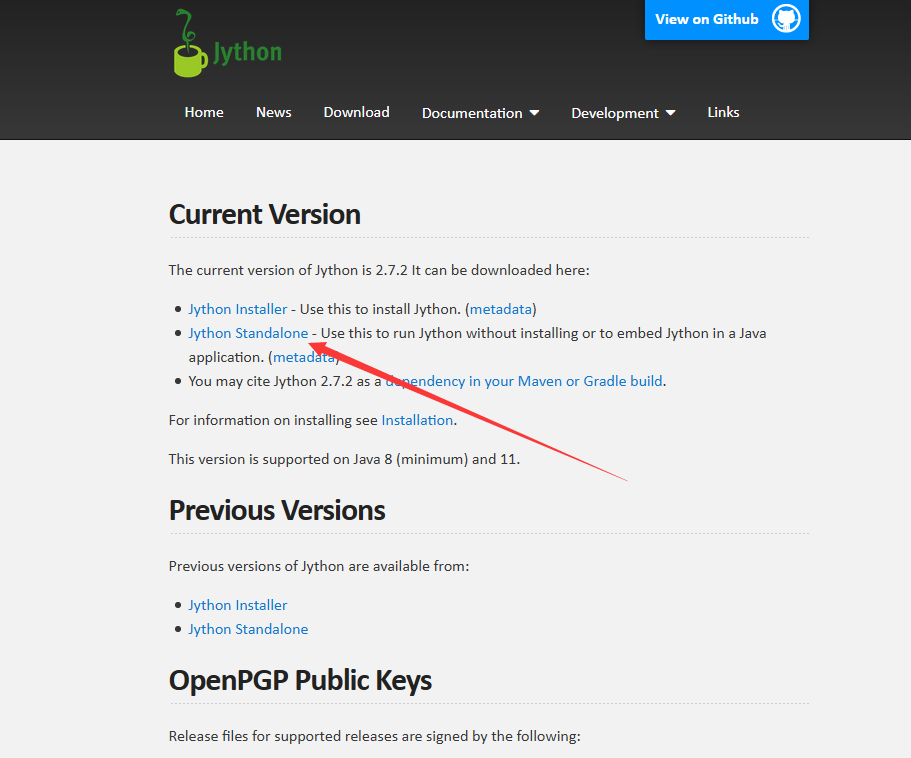 View on Github
Jython
Home News Download Documentation Development Links
Current Version
The current version of Jython is 2.7.2 It can be downloaded here:
Jython Installer - Use this to install Jython. (metadata)
Jython Standalone - Use this to run Jython without installing or to embed Jython in a Java
application. (metadata)
You may cite Jython 2.7.2 as a dependency in your Maven or Gradle build.
For information on installing see Installation.
This version is supported on Java 8 (minimum) and 11.
Previous Versions
Previous versions of Jython are available from:
Jython Installer
Jython Standalone
OpenPGP Public Keys
Release files for supported releases are signed by the following: